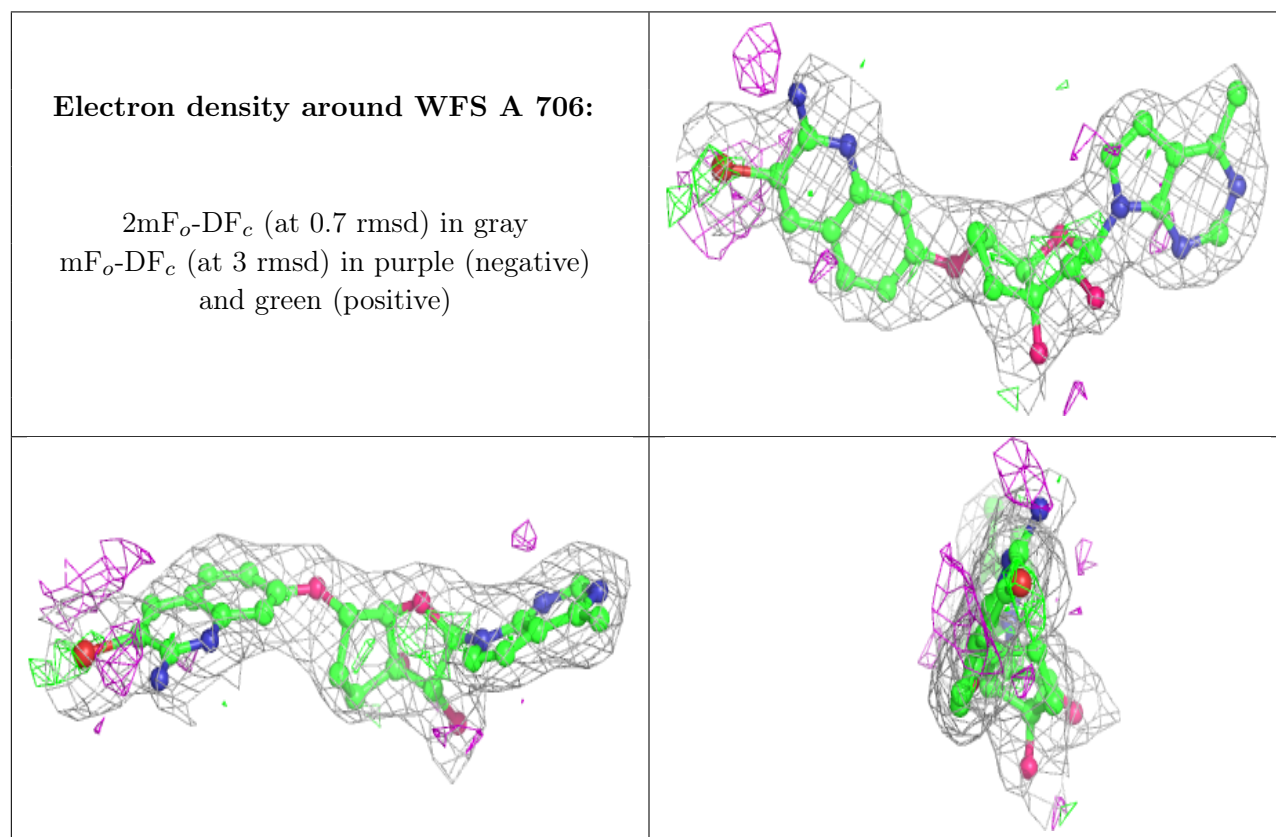 Electron density around WFS A 706:
2mFo-DFc (at 0.7 rmsd) in gray
mFo-DFc (at 3 rmsd) in purple (negative)
and green (positive)